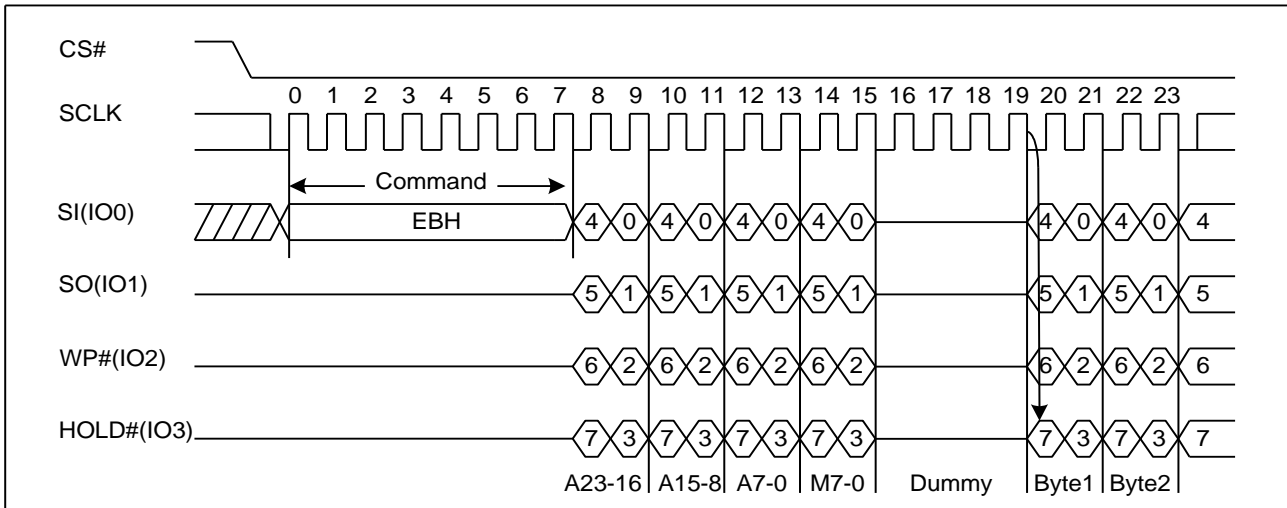 CS#
0 1 2 3 4 5 6 7 8 9 10 11 12 13 14 15 16 17 18 19 20 21 22 23
SCLK
Command
SI(IO0) EBH 4 0 4 0 4 0 4 0 4 0 4 0 4
SO(IO1) 5 1 5 1 5 1 5 1 5 1 5 1 5
WP#(IO2) 6 2 6 2 6 2 6 2 6 2 6 2 6
HOLD#(IO3) 7 3 7 3 7 3 7 3 7 3 7 3 7
A23-16 A15-8 A7-0 M7-0 Dummy Byte1 Byte2